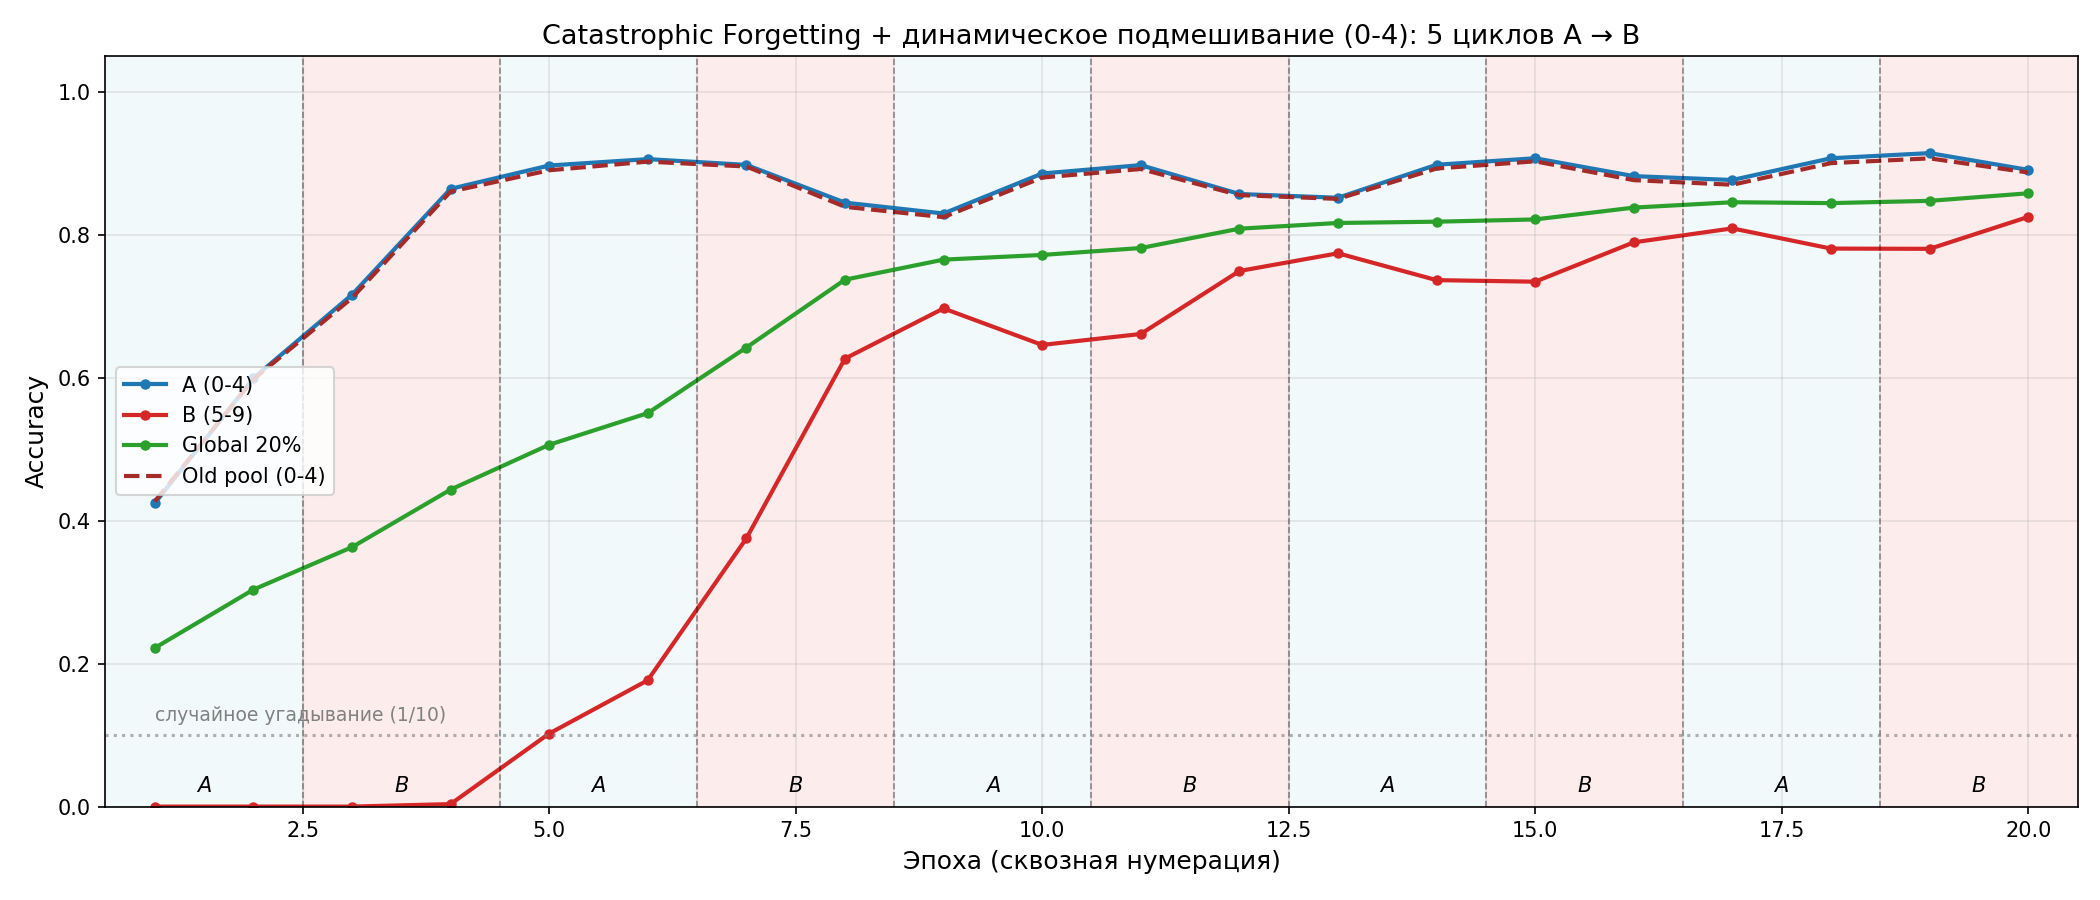 Catastrophic Forgetting + динамическое подмешивание (0-4): 5 циклов A → B
Accuracy
1.0
0.8
0.6
0.4
0.2
0.0
A (0-4)
B (5-9)
Global 20%
Old pool (0-4)
случайное угадывание (1/10)
A B A B A B A B A B
2.5 5.0 7.5 10.0 12.5 15.0 17.5 20.0
Эпоха (сквозная нумерация)